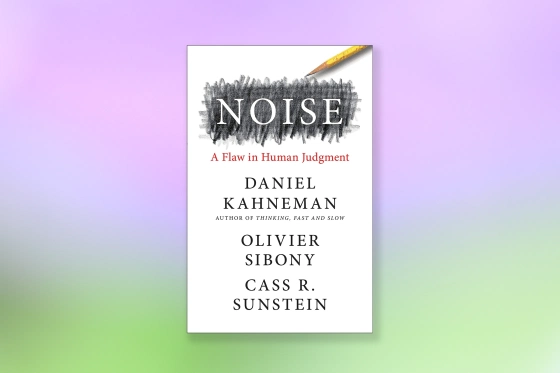 NOISE
A Flaw in Human Judgment
DANIEL
KAHNEMAN
AUTHOR OF THINKING, FAST AND SLOW
OLIVIER
SIBONY
CASS R.
SUNSTEIN